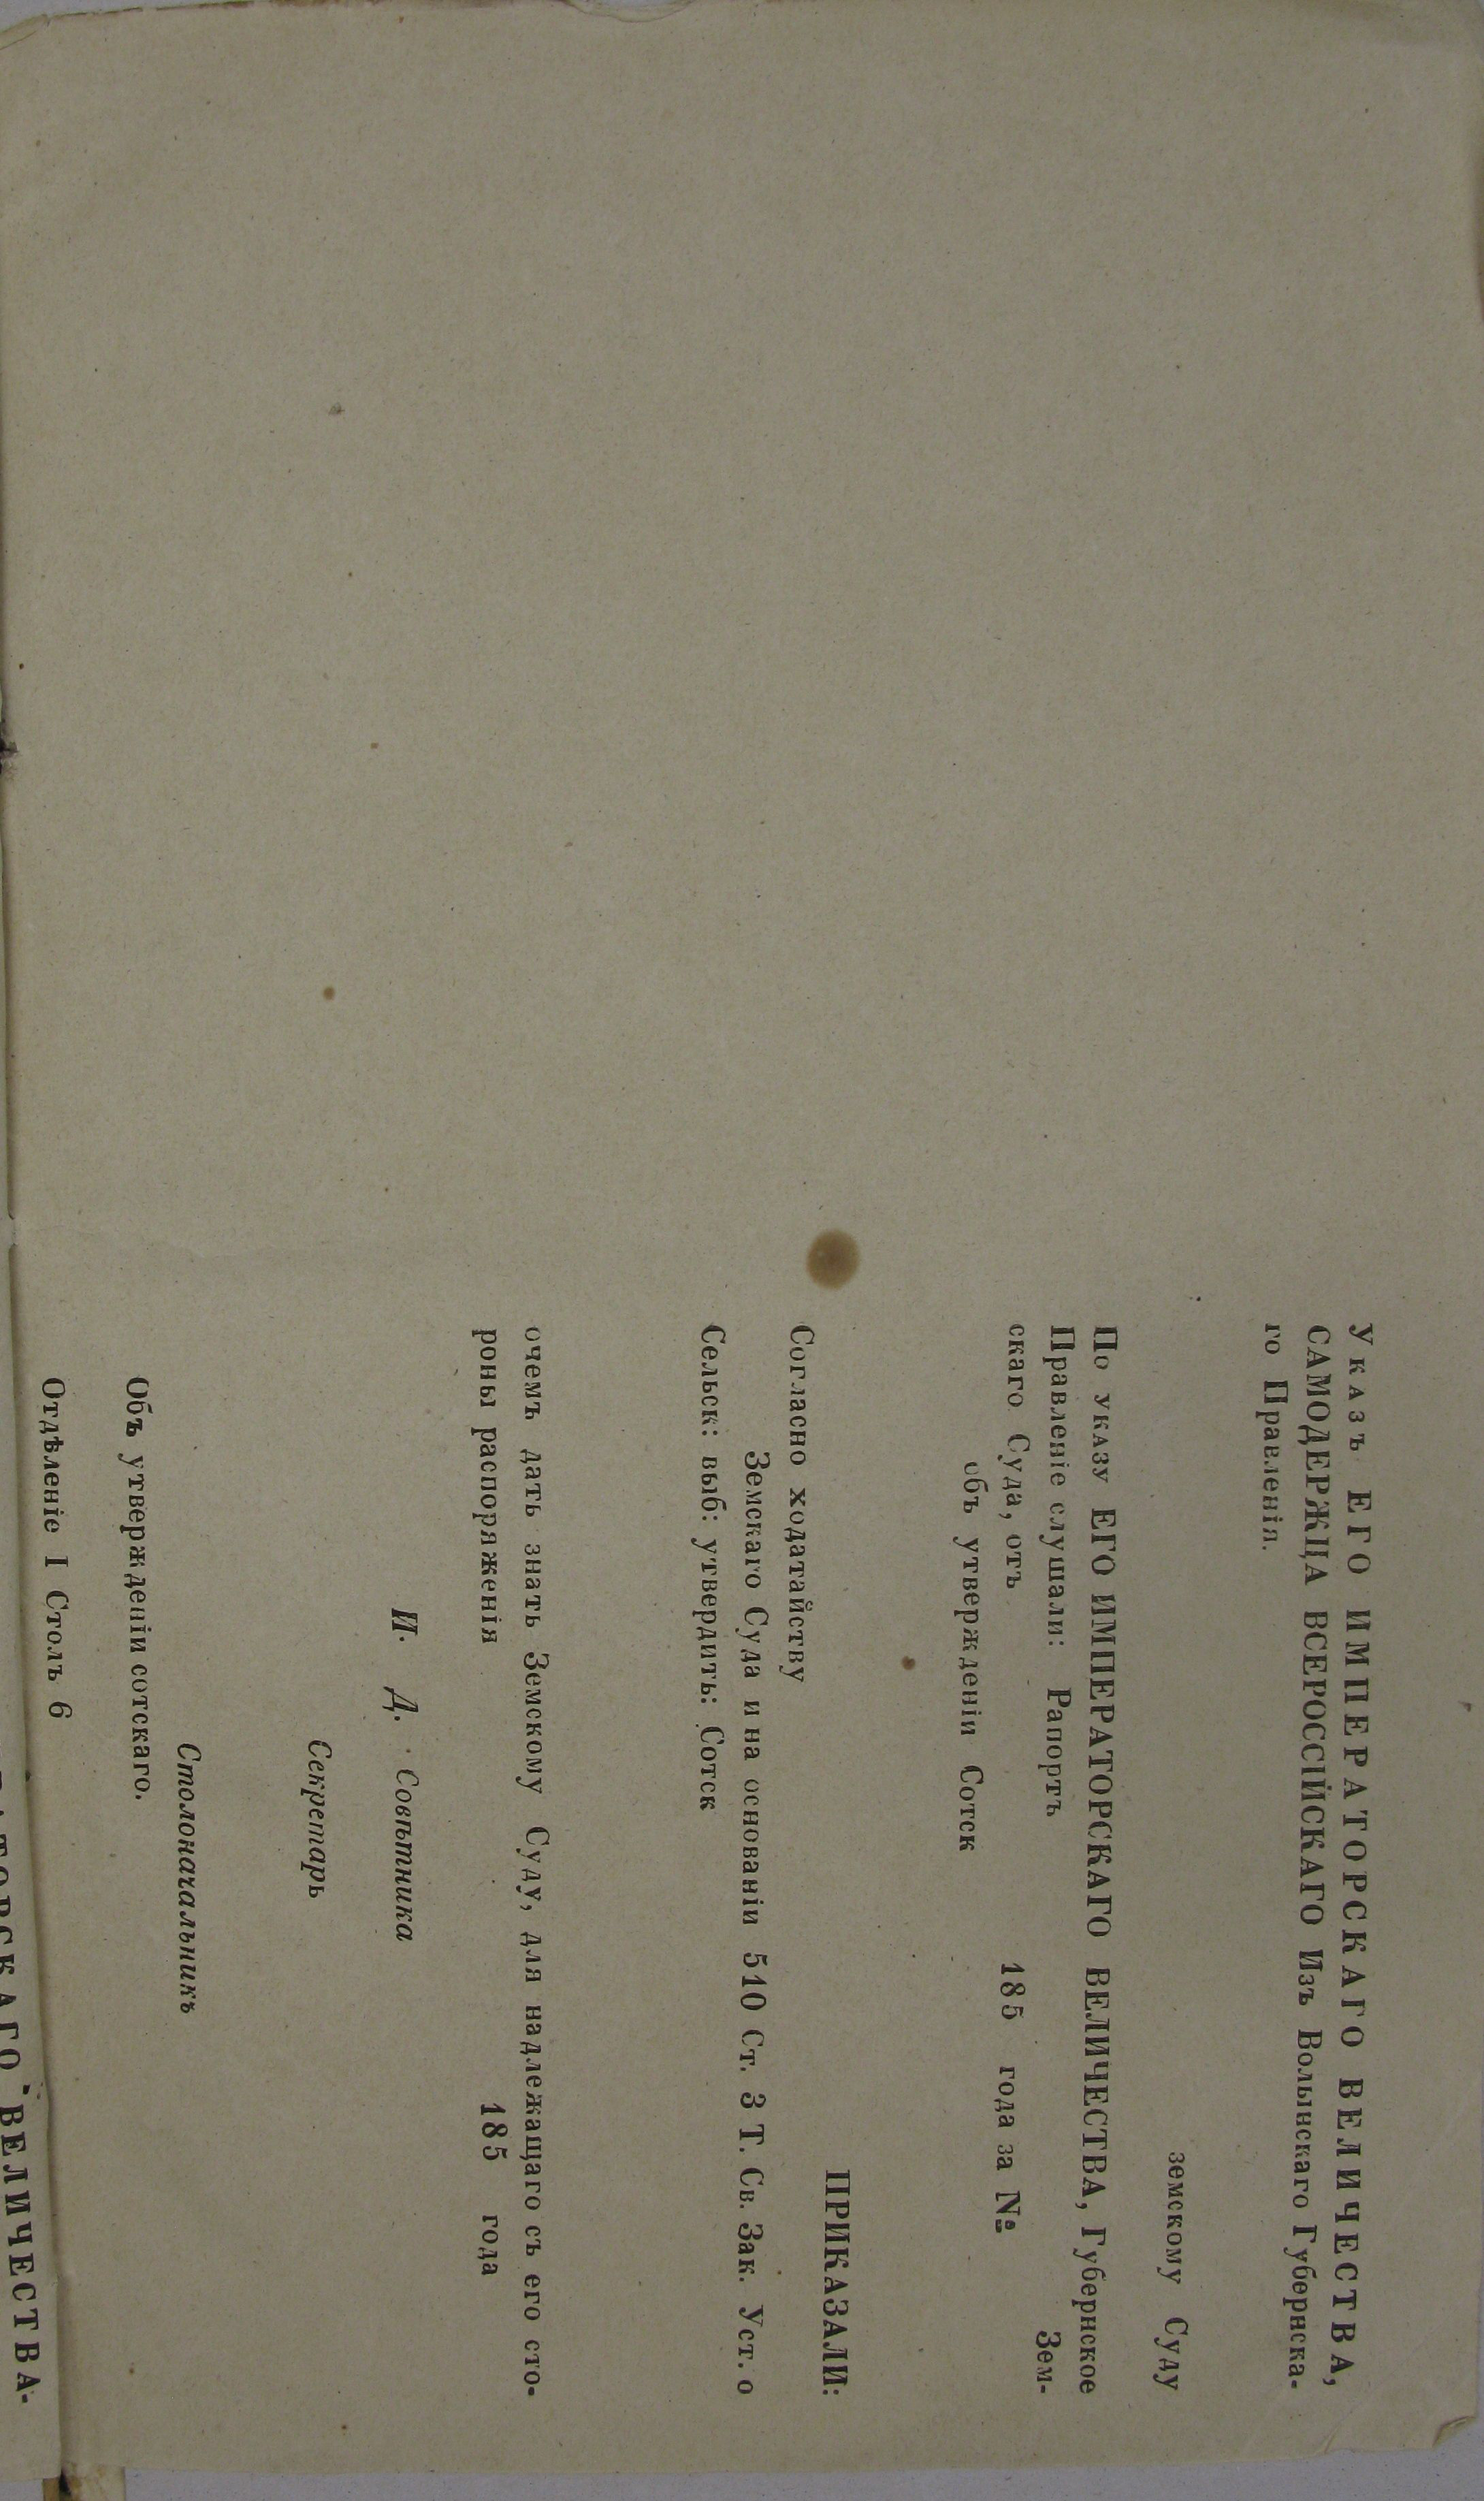 Указъ ЕГО ИМПЕРАТОРСКАГО ВЕЛИЧЕСТВА,
САМОДЕРЖЦА ВСЕРОССІЙСКАГО Изъ Волынскаго Губернска-
го Правленія.
земскому Суду
По указу ЕГО ИМПЕРАТОРСКАГО ВЕЛИЧЕСТВА, Губернское
Правленіе слушали: Рапортъ Зем-
скаго Суда, отъ 185 года за №
объ утвержденіи Сотск
ПРИКАЗАЛИ:
Согласно ходатайству
Земскаго Суда и на основаніи 510 Ст. 3 Т. Св. Зак. Уст. о
Сельск: выб: утвердить: Сотск
очемъ дать знать Земскому Суду, для надлежащаго съ его сто-
роны распоряженія 185 года
И. Д. Совѣтника
Секретарь
Столоначальникъ
Объ утвержденіи сотскаго.
Отдѣленіе I Столъ 6
ВЕЛИЧЕСТВА-